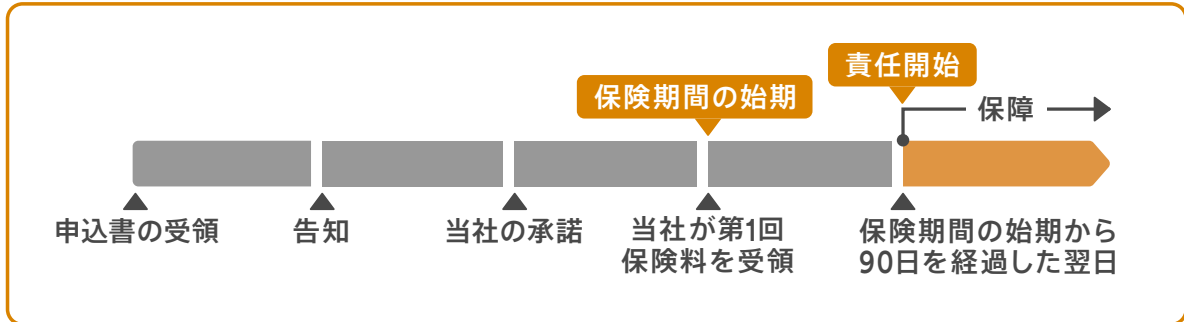 責任開始
保険期間の始期
保障
申込書の受領
告知
当社の承諾
当社が第1回
保険料を受領
保険期間の始期から
90日を経過した翌日